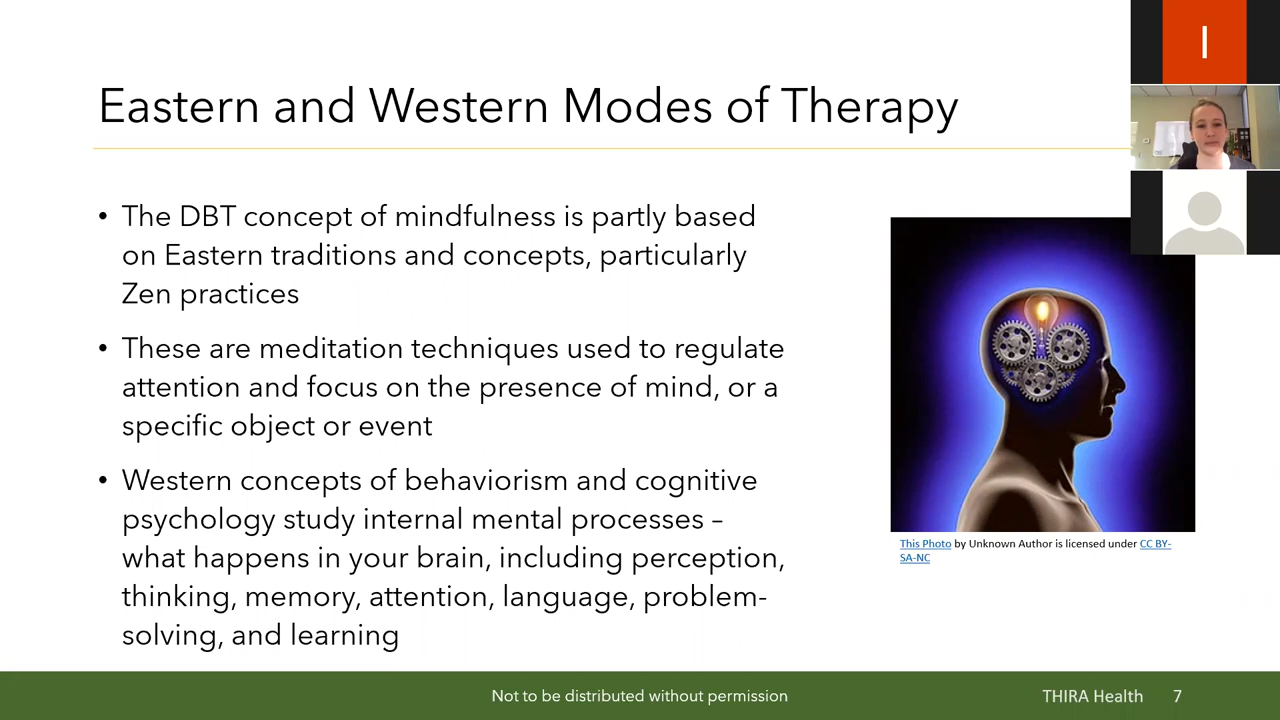 Eastern and Western Modes of Therapy
• The DBT concept of mindfulness is partly based
on Eastern traditions and concepts, particularly
Zen practices
• These are meditation techniques used to regulate
attention and focus on the presence of mind, or a
specific object or event
• Western concepts of behaviorism and cognitive
psychology study internal mental processes –
what happens in your brain, including perception,
thinking, memory, attention, language, problem-
solving, and learning
I
This Photo by Unknown Author is licensed under CC BY-
SA-NC
Not to be distributed without permission
THIRA Health 7